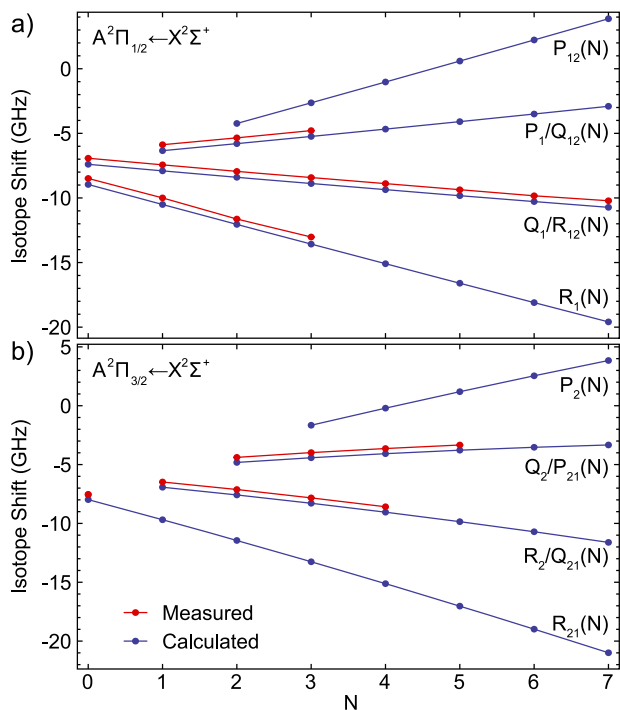 a)
A²Π₁/₂←X²Σ⁺
P₁₂(N)
P₁/Q₁₂(N)
Q₁/R₁₂(N)
R₁(N)
Isotope Shift (GHz)
0
-5
-10
-15
-20
b)
A²Π₃/₂←X²Σ⁺
P₂(N)
Q₂/P₂₁(N)
R₂/Q₂₁(N)
R₂₁(N)
Isotope Shift (GHz)
5
0
-5
-10
-15
-20
Measured
Calculated
0 1 2 3 4 5 6 7
N